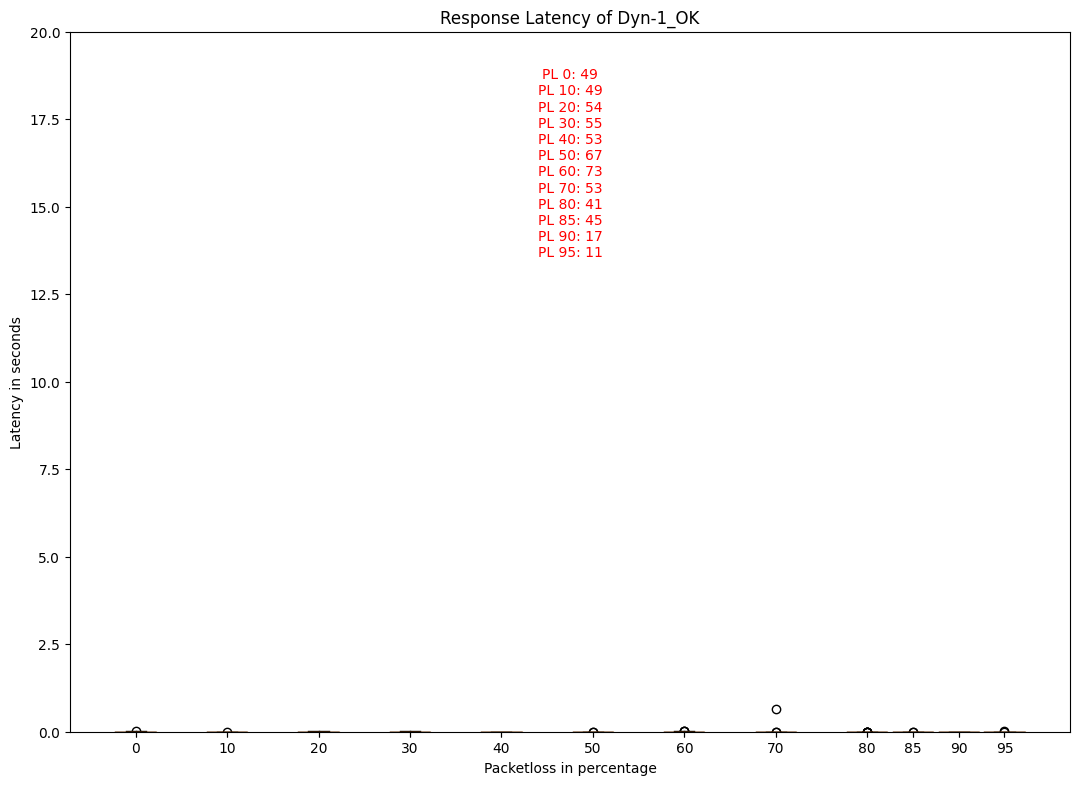 Response Latency of Dyn-1_OK
20.0
17.5
15.0
12.5
10.0
7.5
5.0
2.5
0.0
Latency in seconds
PL 0: 49
PL 10: 49
PL 20: 54
PL 30: 55
PL 40: 53
PL 50: 67
PL 60: 73
PL 70: 53
PL 80: 41
PL 85: 45
PL 90: 17
PL 95: 11
0 10 20 30 40 50 60 70 80 85 90 95
Packetloss in percentage